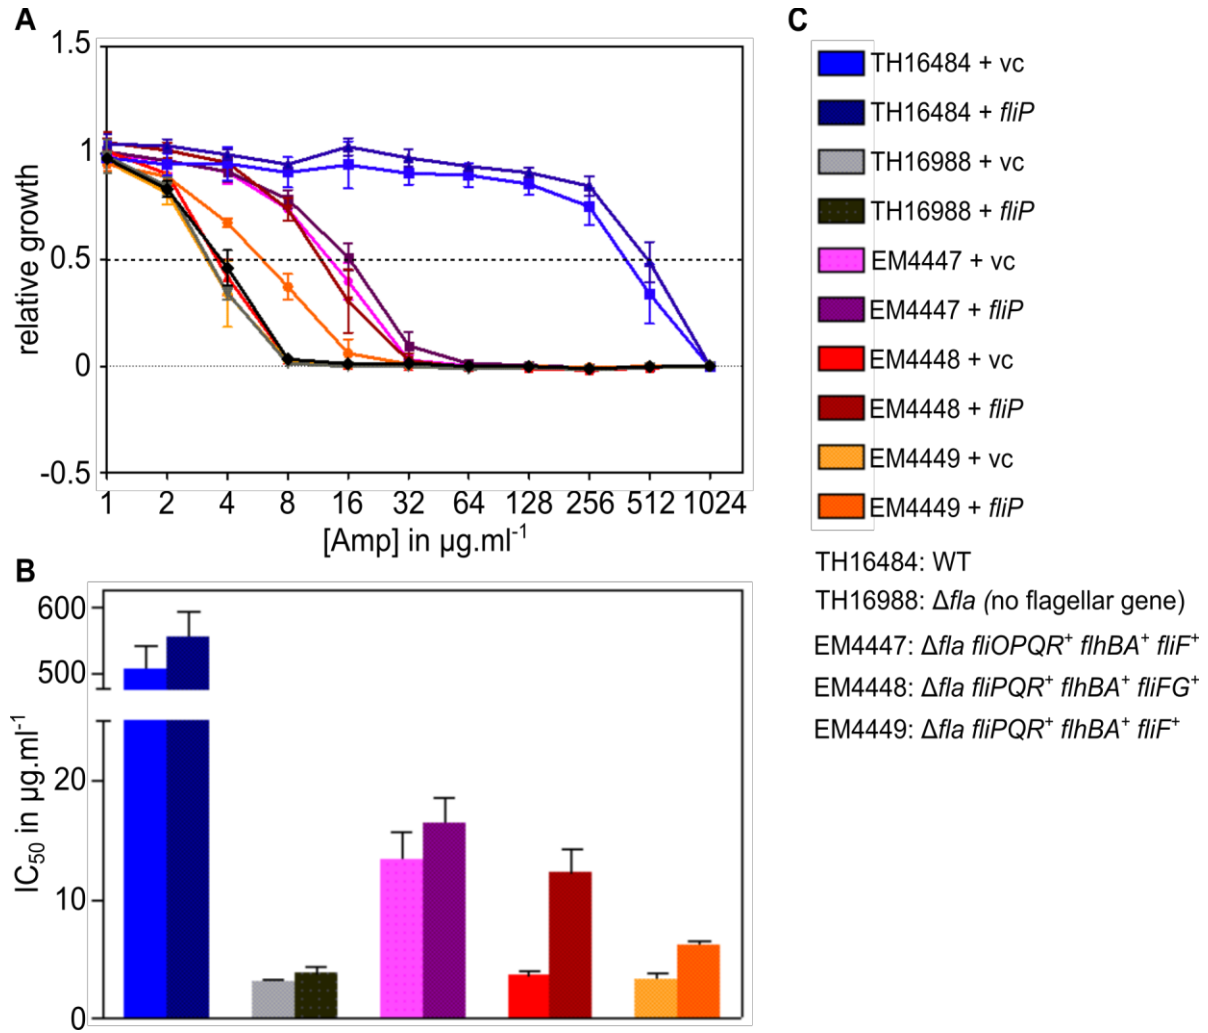 A
1.5
1
0.5
0
-0.5
relative growth
1 2 4 8 16 32 64 128 256 512 1024
[Amp] in µg.ml⁻¹
B
600
500
20
10
0
IC₅₀ in µg.ml⁻¹
C
TH16484 + vc
TH16484 + fliP
TH16988 + vc
TH16988 + fliP
EM4447 + vc
EM4447 + fliP
EM4448 + vc
EM4448 + fliP
EM4449 + vc
EM4449 + fliP
TH16484: WT
TH16988: Δfla (no flagellar gene)
EM4447: Δfla fliOPQR⁺ flhBA⁺ fliF⁺
EM4448: Δfla fliPQR⁺ flhBA⁺ fliFG⁺
EM4449: Δfla fliPQR⁺ flhBA⁺ fliF⁺